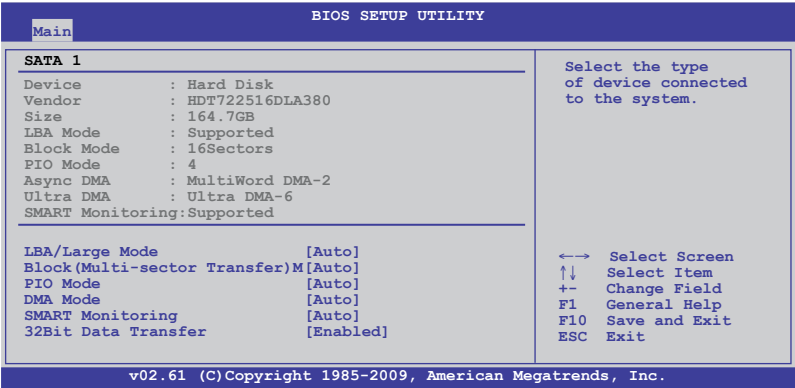 BIOS SETUP UTILITY
Main
SATA 1
Device : Hard Disk
Vendor : HDT722516DLA380
Size : 164.7GB
LBA Mode : Supported
Block Mode : 16Sectors
PIO Mode : 4
Async DMA : MultiWord DMA-2
Ultra DMA : Ultra DMA-6
SMART Monitoring:Supported
LBA/Large Mode [Auto]
Block(Multi-sector Transfer)M[Auto]
PIO Mode [Auto]
DMA Mode [Auto]
SMART Monitoring [Auto]
32Bit Data Transfer [Enabled]
Select the type
of device connected
to the system.
←→ Select Screen
↑↓ Select Item
+- Change Field
F1 General Help
F10 Save and Exit
ESC Exit
v02.61 (C)Copyright 1985-2009, American Megatrends, Inc.